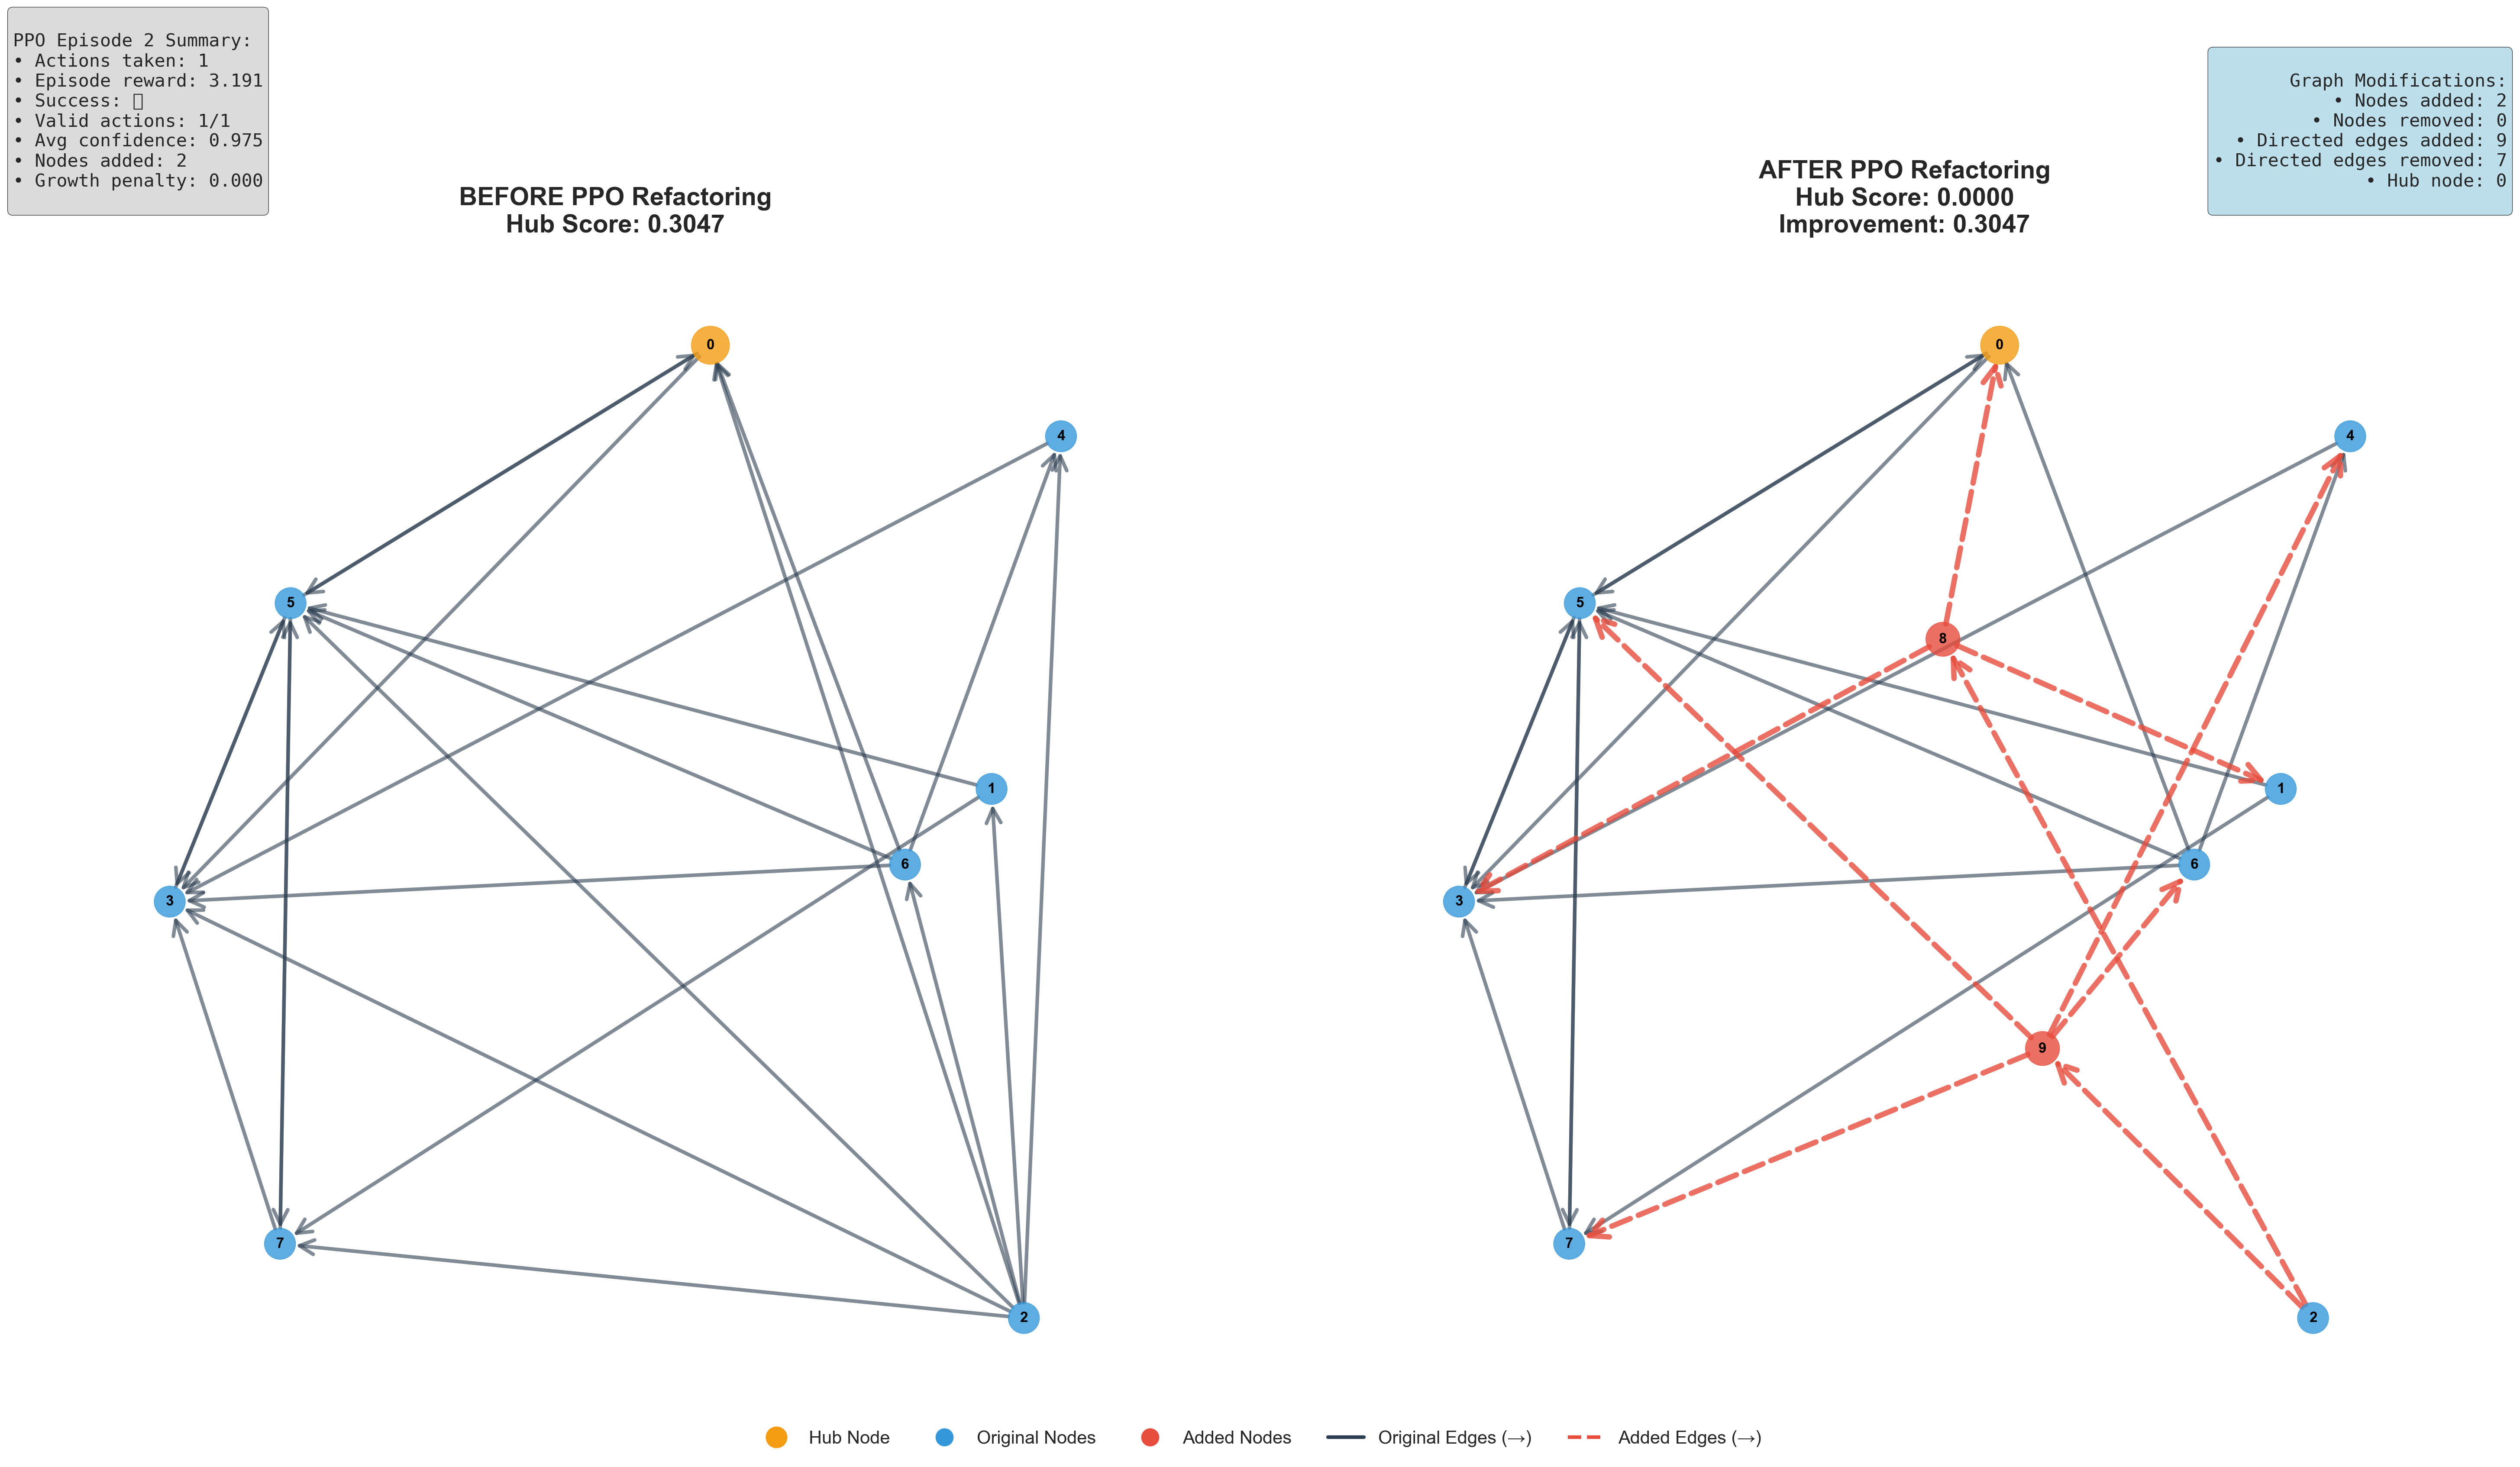 PPO Episode 2 Summary:
• Actions taken: 1
• Episode reward: 3.191
• Success: ▯
• Valid actions: 1/1
• Avg confidence: 0.975
• Nodes added: 2
• Growth penalty: 0.000
Graph Modifications:
• Nodes added: 2
• Nodes removed: 0
• Directed edges added: 9
• Directed edges removed: 7
• Hub node: 0
BEFORE PPO Refactoring
Hub Score: 0.3047
AFTER PPO Refactoring
Hub Score: 0.0000
Improvement: 0.3047
0
4
5
1
6
3
7
2
0
4
5
8
1
6
3
9
7
2
Hub Node
Original Nodes
Added Nodes
Original Edges (→)
Added Edges (→)